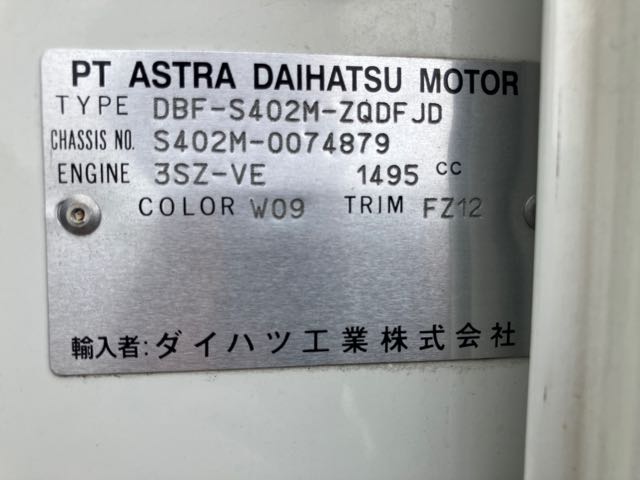 PT ASTRA DAIHATSU MOTOR
TYPE DBF-S402M-ZQDFJD
CHASSIS NO. S402M-0074879
ENGINE 3SZ-VE 1495 CC
COLOR W09 TRIM FZ12
輸入者: ダイハツ工業株式会社